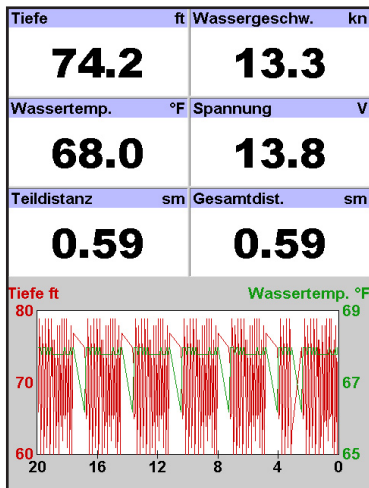 Tiefe ft Wassergeschw. kn
74.2 13.3
Wassertemp. °F Spannung V
68.0 13.8
Teildistanz sm Gesamtdist. sm
0.59 0.59
Tiefe ft Wassertemp. °F
80 69
70 67
60 65
20 16 12 8 4 0